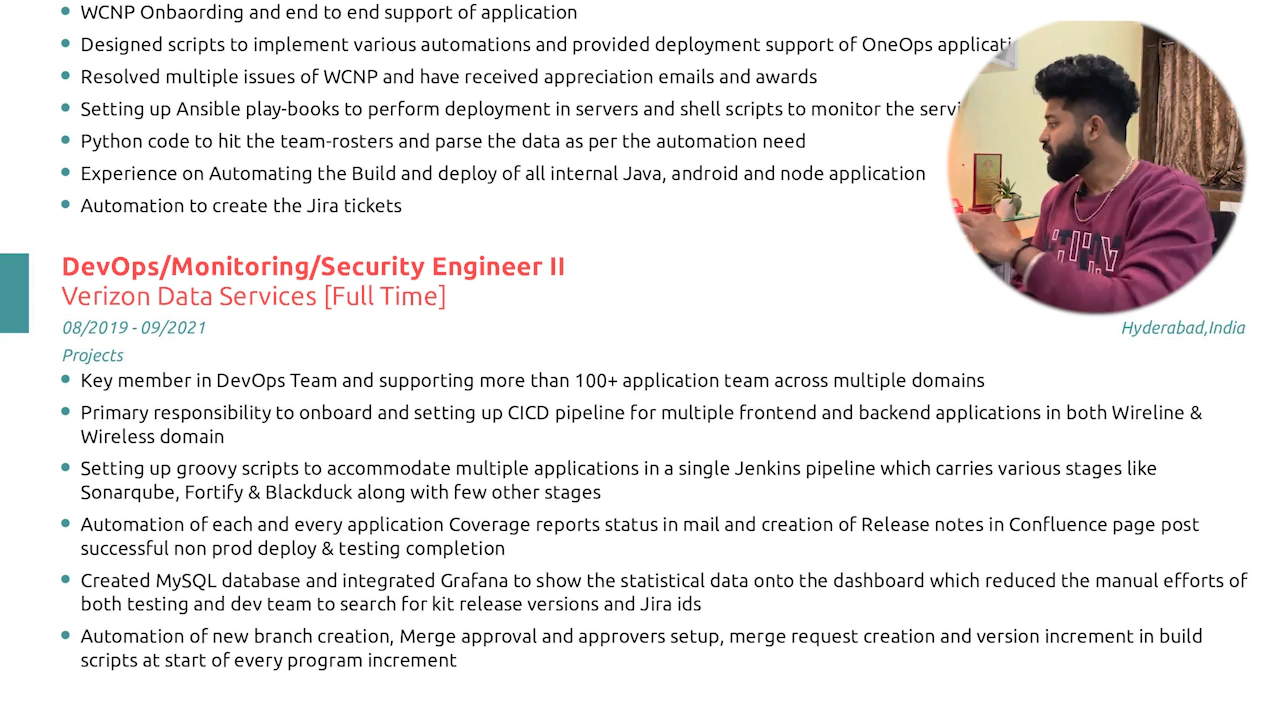 WCNP Onbaording and end to end support of application
Designed scripts to implement various automations and provided deployment support of OneOps
Resolved multiple issues of WCNP and have received appreciation emails and awards
Setting up Ansible play-books to perform deployment in servers and shell scripts to monitor the
Python code to hit the team-rosters and parse the data as per the automation need
Experience on Automating the Build and deploy of all internal Java, android and node application
Automation to create the Jira tickets
DevOps/Monitoring/Security Engineer II
Verizon Data Services [Full Time]
08/2019 - 09/2021
Hyderabad,India
Projects
Key member in DevOps Team and supporting more than 100+ application team across multiple domains
Primary responsibility to onboard and setting up CICD pipeline for multiple frontend and backend applications in both Wireline &
Wireless domain
Setting up groovy scripts to accommodate multiple applications in a single Jenkins pipeline which carries various stages like
Sonarqube, Fortify & Blackduck along with few other stages
Automation of each and every application Coverage reports status in mail and creation of Release notes in Confluence page post
successful non prod deploy & testing completion
Created MySQL database and integrated Grafana to show the statistical data onto the dashboard which reduced the manual efforts of
both testing and dev team to search for kit release versions and Jira ids
Automation of new branch creation, Merge approval and approvers setup, merge request creation and version increment in build
scripts at start of every program increment